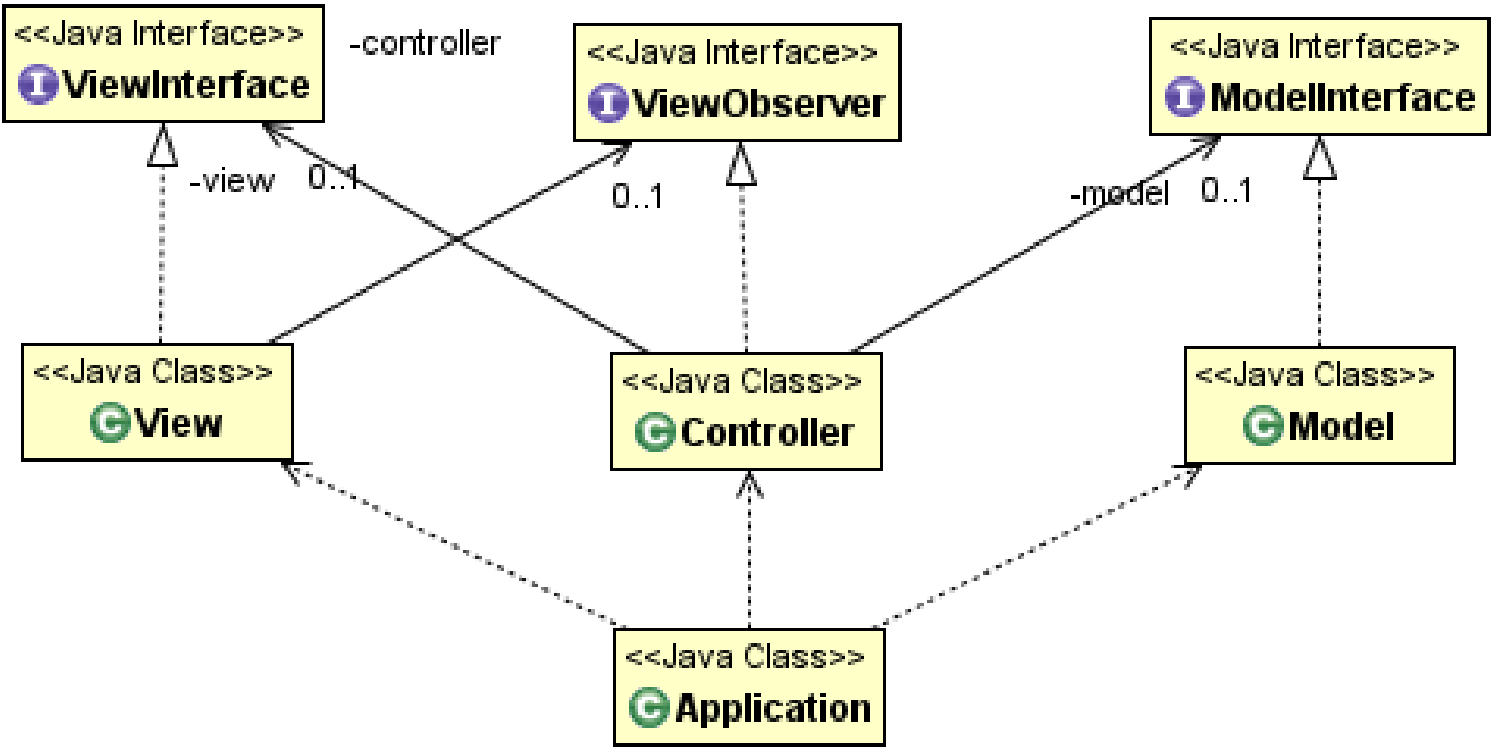 <<Java Interface>>
I ViewInterface
-controller
<<Java Interface>>
I ViewObserver
<<Java Interface>>
I ModelInterface
-view
0..1
0..1
-model
0..1
<<Java Class>>
C View
<<Java Class>>
C Controller
<<Java Class>>
C Model
<<Java Class>>
C Application